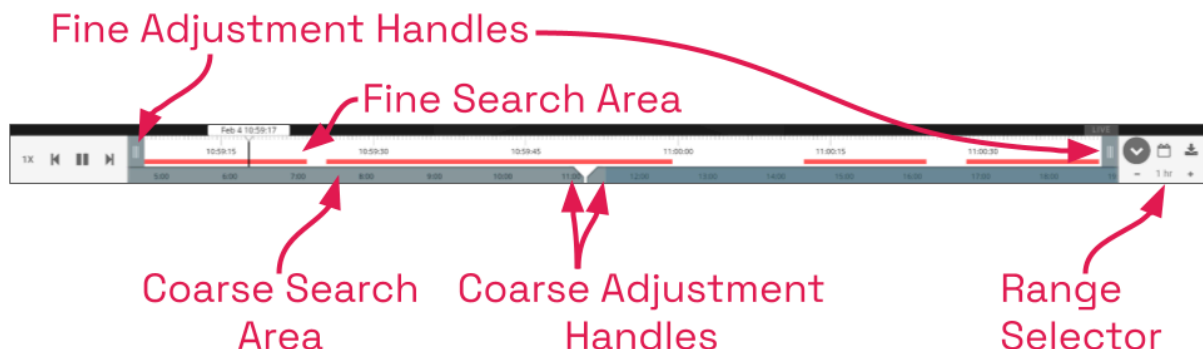 Fine Adjustment Handles
Fine Search Area
Feb 4 10:59:17
LIVE
1X
10:59:15 10:59:30 10:59:45 11:00:00 11:00:15 11:00:30
5:00 6:00 7:00 8:00 9:00 10:00 11:00 12:00 13:00 14:00 15:00 16:00 17:00 18:00 19
- 1 hr +
Coarse Search
Area
Coarse Adjustment
Handles
Range
Selector